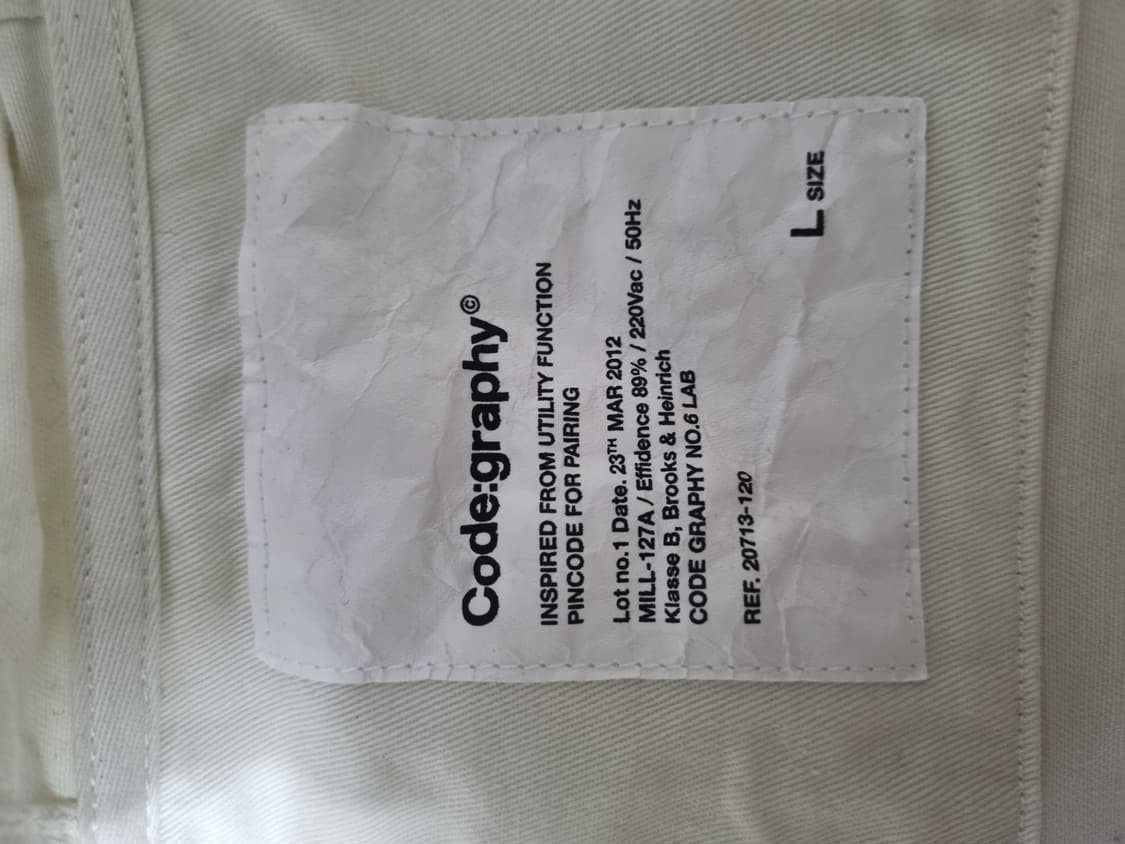 Code:graphy©
INSPIRED FROM UTILITY FUNCTION
PINCODE FOR PAIRING
Lot no.1 Date. 23TH MAR 2012
MILL-127A / Effidence 89% / 220Vac / 50Hz
Klasse B, Brooks & Heinrich
CODE GRAPHY NO.6 LAB
REF. 20713-120
L SIZE